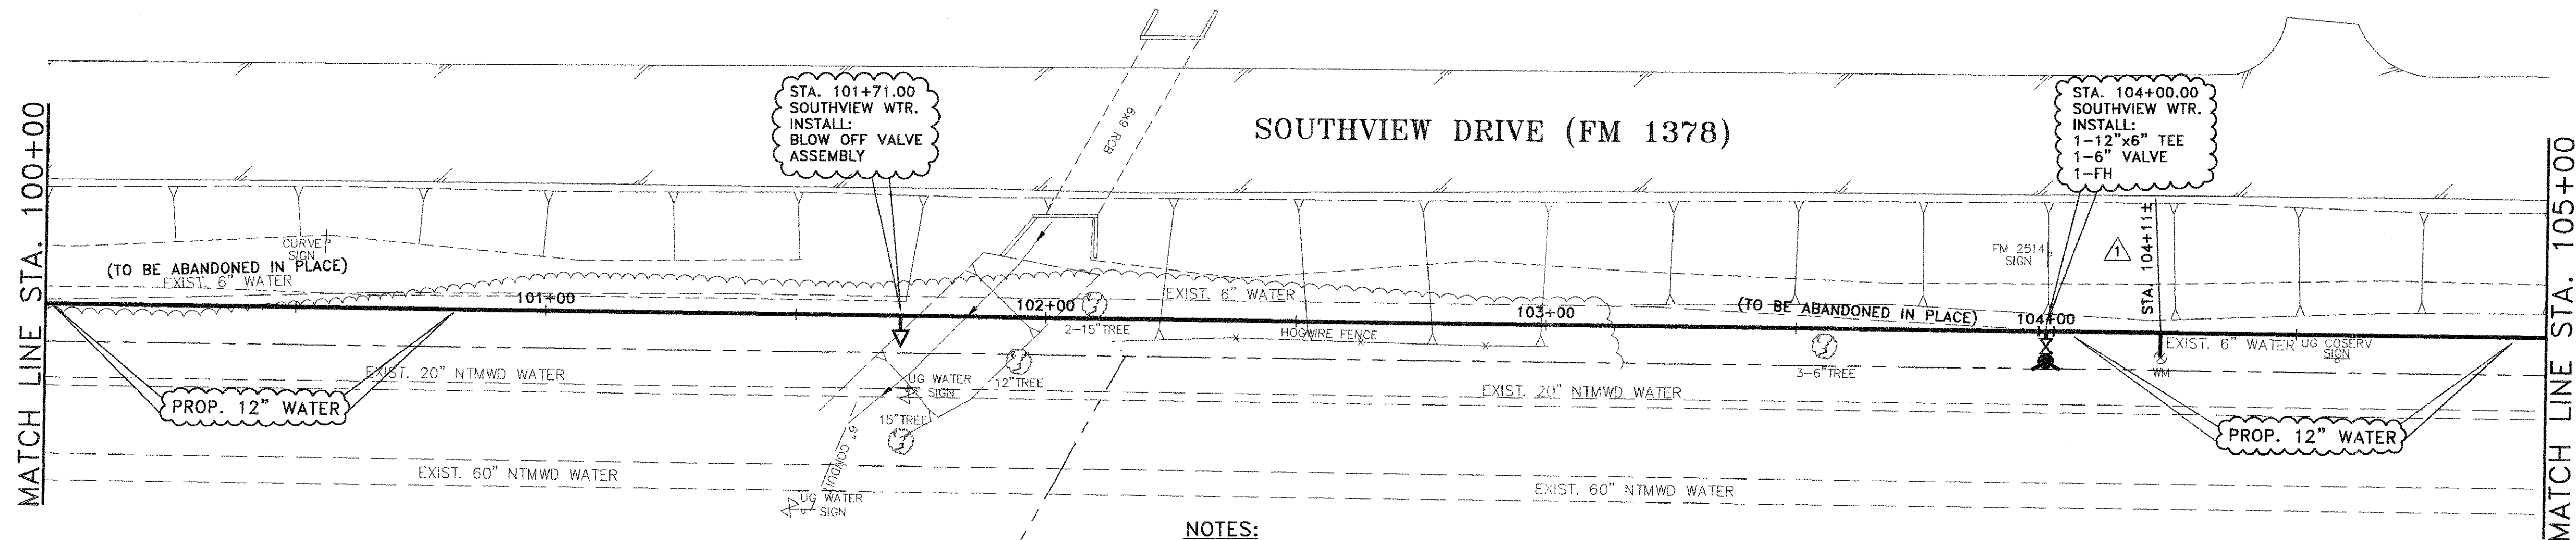 MATCH LINE STA. 100+00
STA. 101+71.00
SOUTHVIEW WTR.
INSTALL:
BLOW OFF VALVE
ASSEMBLY
6x9 RCB
SOUTHVIEW DRIVE (FM 1378)
STA. 104+00.00
SOUTHVIEW WTR.
INSTALL:
1-12"x6" TEE
1-6" VALVE
1-FH
MATCH LINE STA. 105+00
CURVE
SIGN
(TO BE ABANDONED IN PLACE)
EXIST. 6" WATER
101+00
102+00
2-15"TREE
EXIST. 6" WATER
HOGWIRE FENCE
103+00
(TO BE ABANDONED IN PLACE)
FM 2514
SIGN
1
STA. 104+11±
104+00
EXIST. 6" WATER
UG COSERV
SIGN
WM
EXIST. 20" NTMWD WATER
PROP. 12" WATER
UG WATER
SIGN
12"TREE
15"TREE
6" CONDUIT
EXIST. 20" NTMWD WATER
3-6"TREE
PROP. 12" WATER
EXIST. 60" NTMWD WATER
UG WATER
SIGN
EXIST. 60" NTMWD WATER
NOTES: